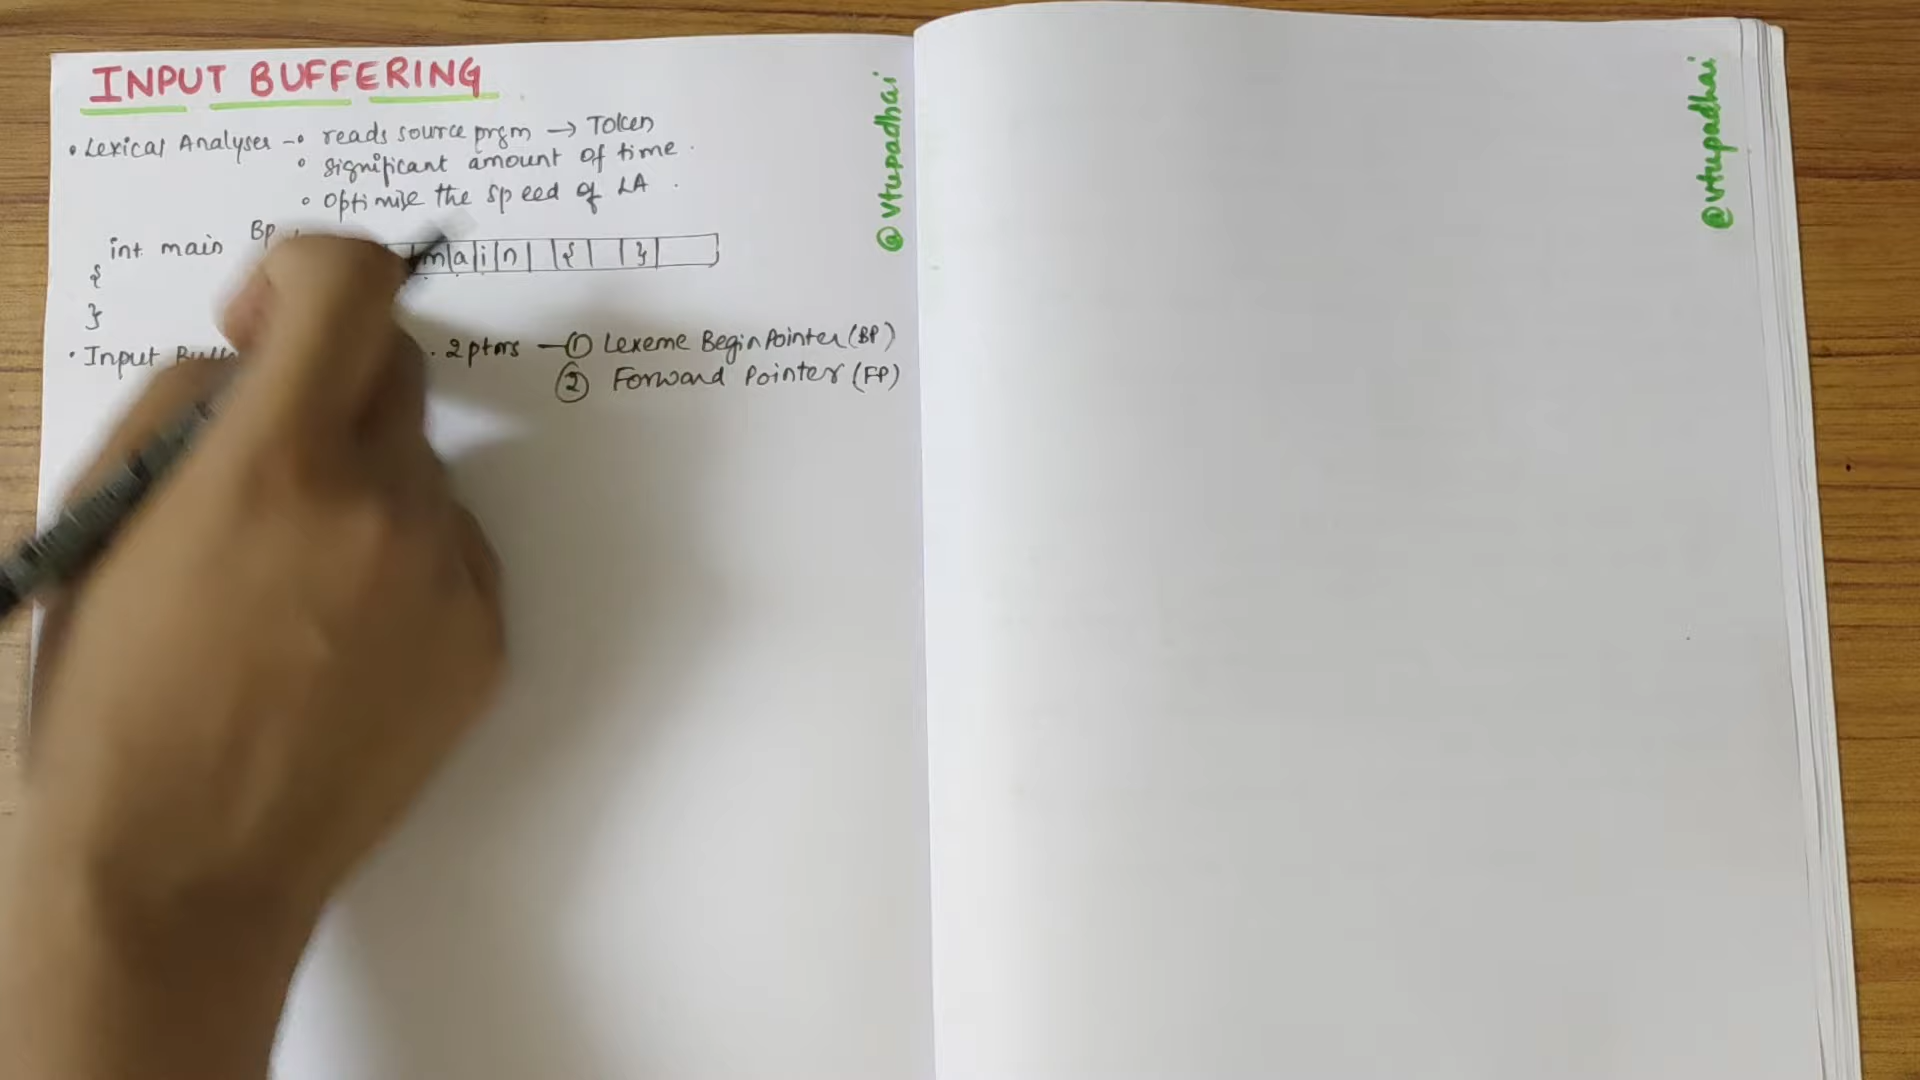 INPUT BUFFERING
• Lexical Analyser - • reads source prgm → Token
• significant amount of time.
• optimize the speed of LA.
int main
{
}
BP
m|a|i|n| |{| |}|
• Input . 2 ptrs — ① Lexeme Begin Pointer (BP)
② Forward Pointer (FP)
@vtupadhai
@vtupadhai